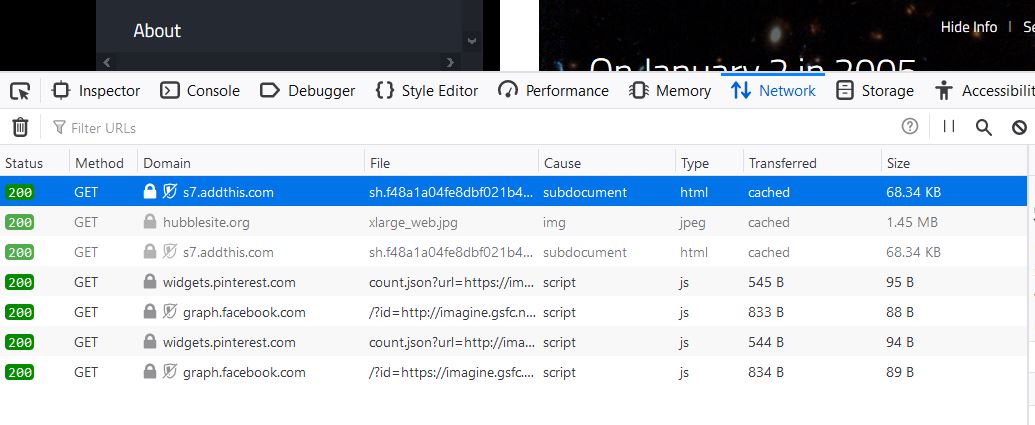 About
Hide Info | Se
On January 2 in 2005
Inspector Console Debugger Style Editor Performance Memory Network Storage Accessibilit
Filter URLs
Status Method Domain File Cause Type Transferred Size
200 GET s7.addthis.com sh.f48a1a04fe8dbf021b4... subdocument html cached 68.34 KB
200 GET hubblesite.org xlarge_web.jpg img jpeg cached 1.45 MB
200 GET s7.addthis.com sh.f48a1a04fe8dbf021b4... subdocument html cached 68.34 KB
200 GET widgets.pinterest.com count.json?url=https://im... script js 545 B 95 B
200 GET graph.facebook.com /?id=http://imagine.gsfc.n... script js 833 B 88 B
200 GET widgets.pinterest.com count.json?url=http://ima... script js 544 B 94 B
200 GET graph.facebook.com /?id=https://imagine.gsfc.... script js 834 B 89 B